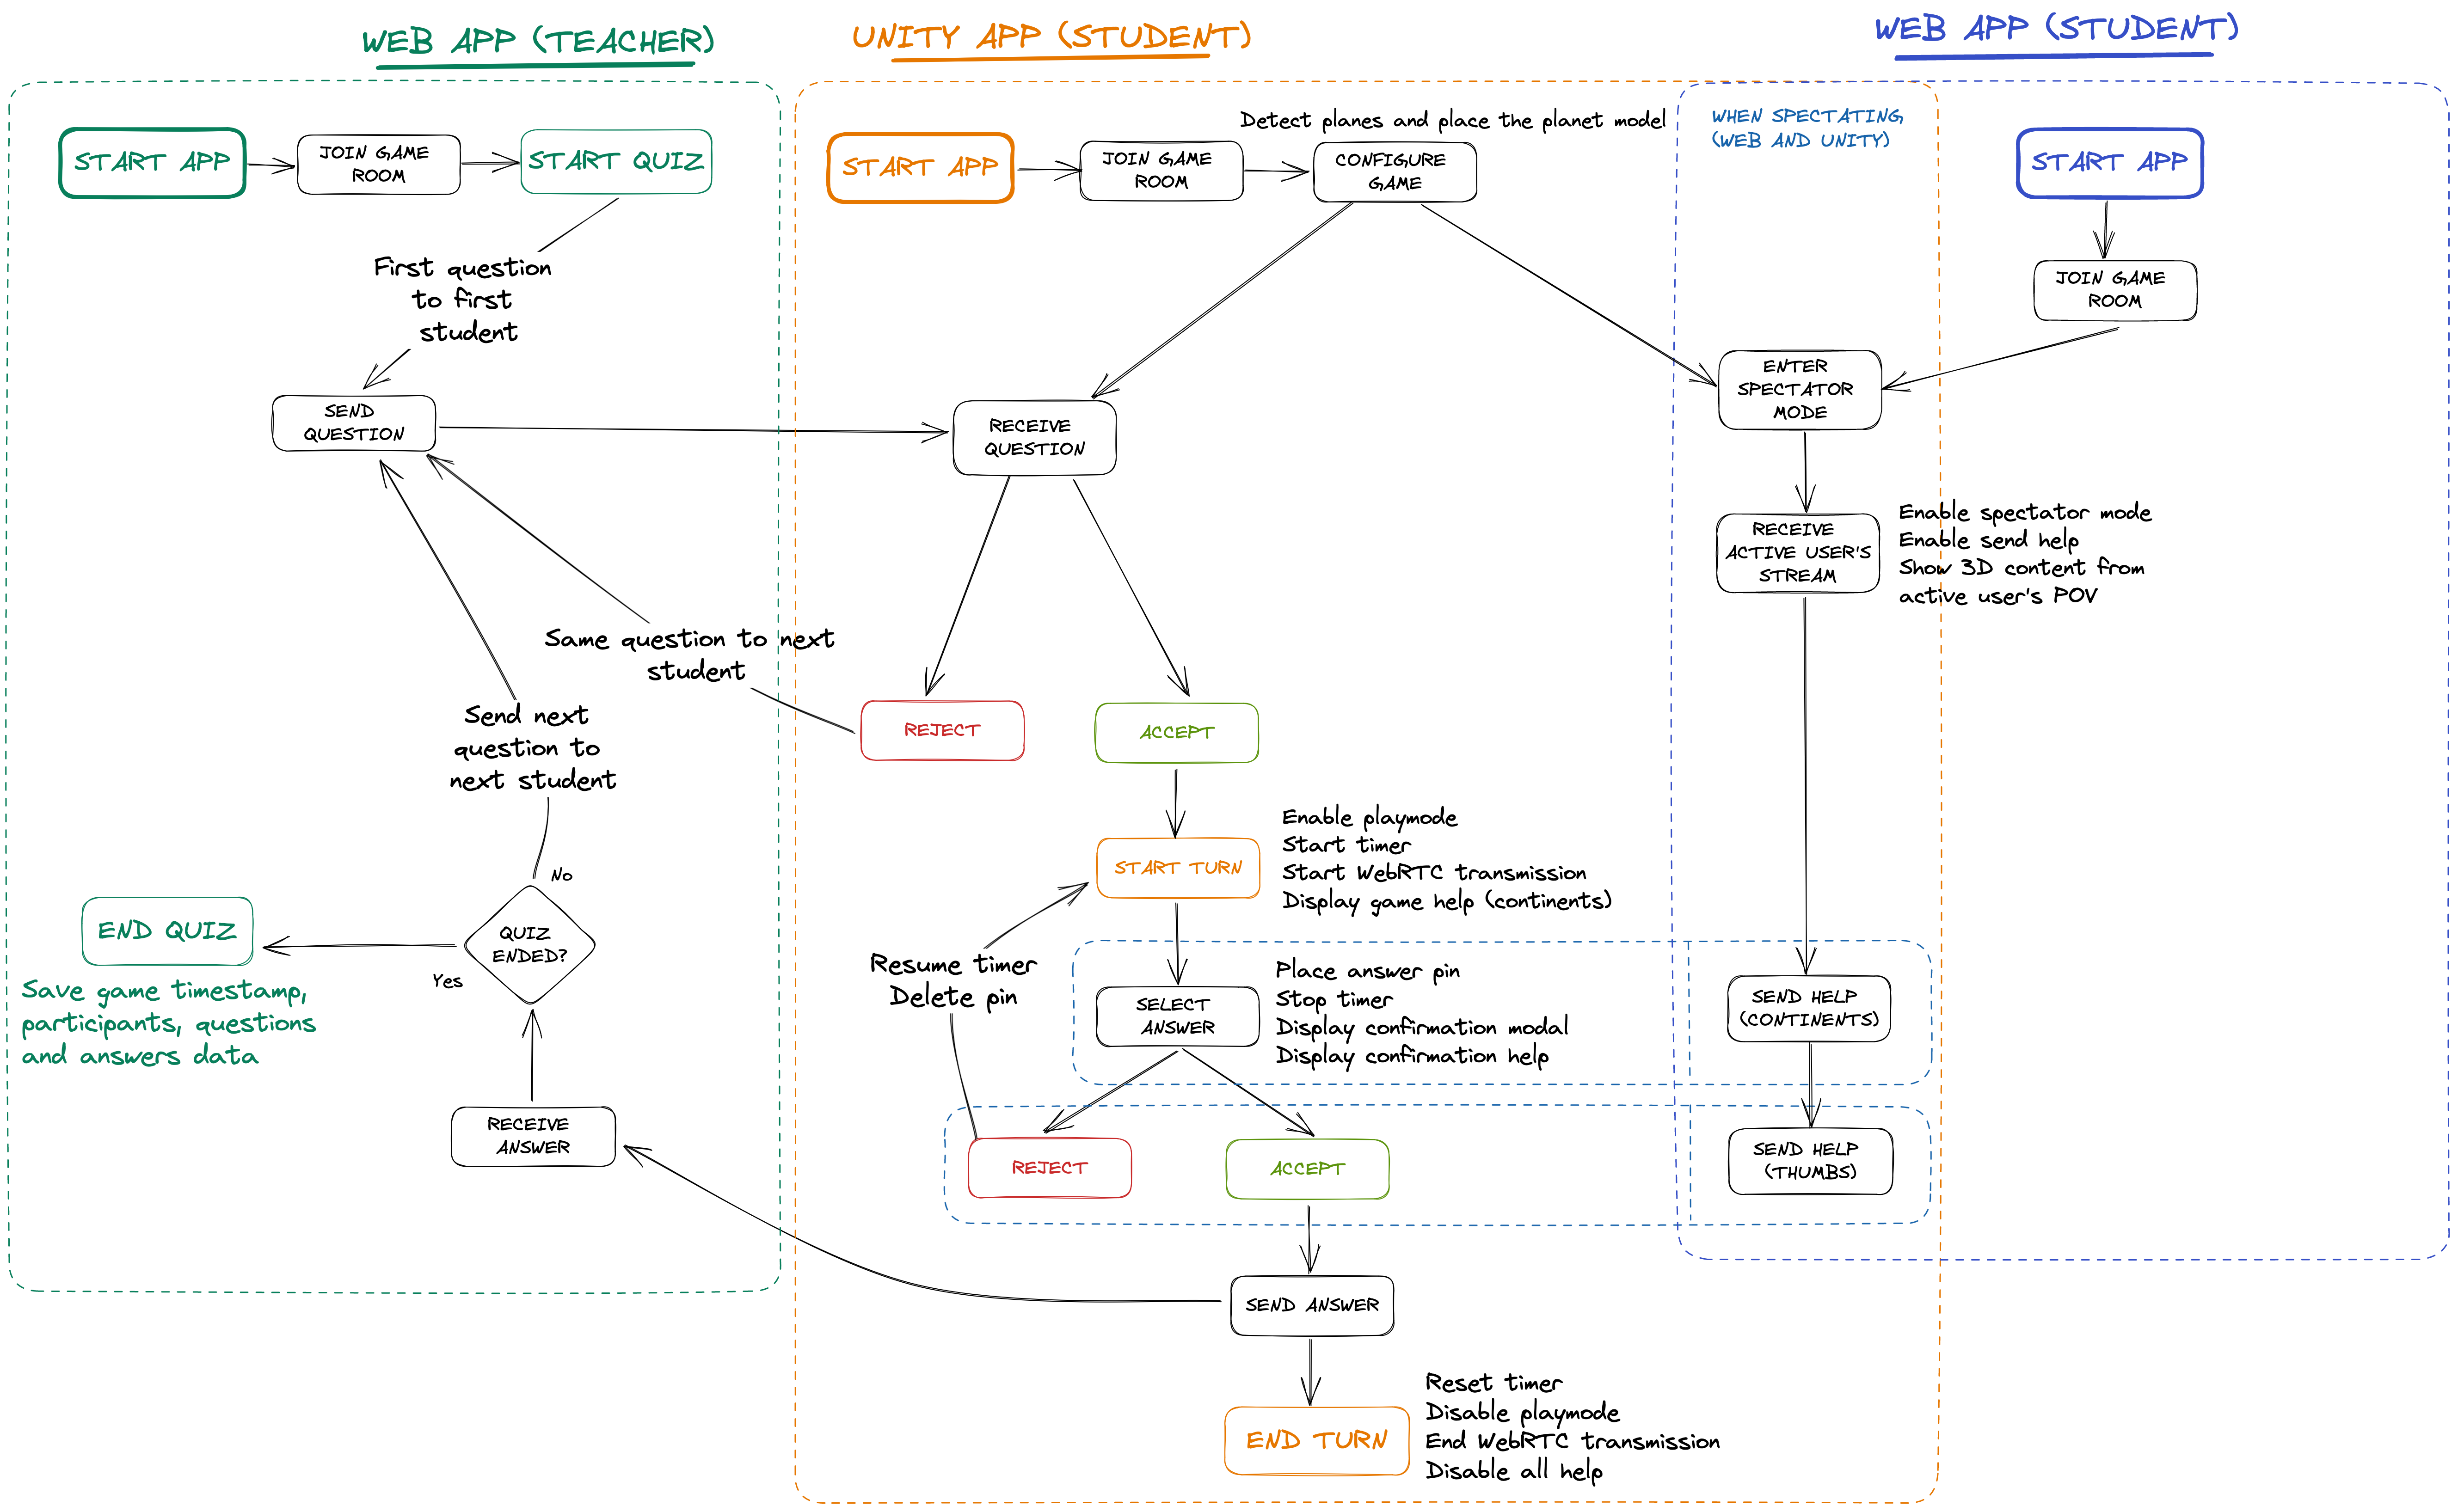 WEB APP (TEACHER)
UNITY APP (STUDENT)
WEB APP (STUDENT)
START APP
JOIN GAME
ROOM
START QUIZ
First question
to first
student
SEND
QUESTION
Same question to next
student
Send next
question to
next student
No
QUIZ
ENDED?
Yes
END QUIZ
Save game timestamp,
participants, questions
and answers data
RECEIVE
ANSWER
START APP
JOIN GAME
ROOM
Detect planes and place the planet model
CONFIGURE
GAME
RECEIVE
QUESTION
REJECT
ACCEPT
START TURN
Enable playmode
Start timer
Start WebRTC transmission
Display game help (continents)
Resume timer
Delete pin
SELECT
ANSWER
Place answer pin
Stop timer
Display confirmation modal
Display confirmation help
REJECT
ACCEPT
SEND ANSWER
END TURN
Reset timer
Disable playmode
End WebRTC transmission
Disable all help
WHEN SPECTATING,
(WEB AND UNITY)
START APP
JOIN GAME
ROOM
ENTER
SPECTATOR
MODE
RECEIVE
ACTIVE USER'S
STREAM
Enable spectator mode
Enable send help
Show 3D content from
active user's POV
SEND HELP
(CONTINENTS)
SEND HELP
(THUMBS)